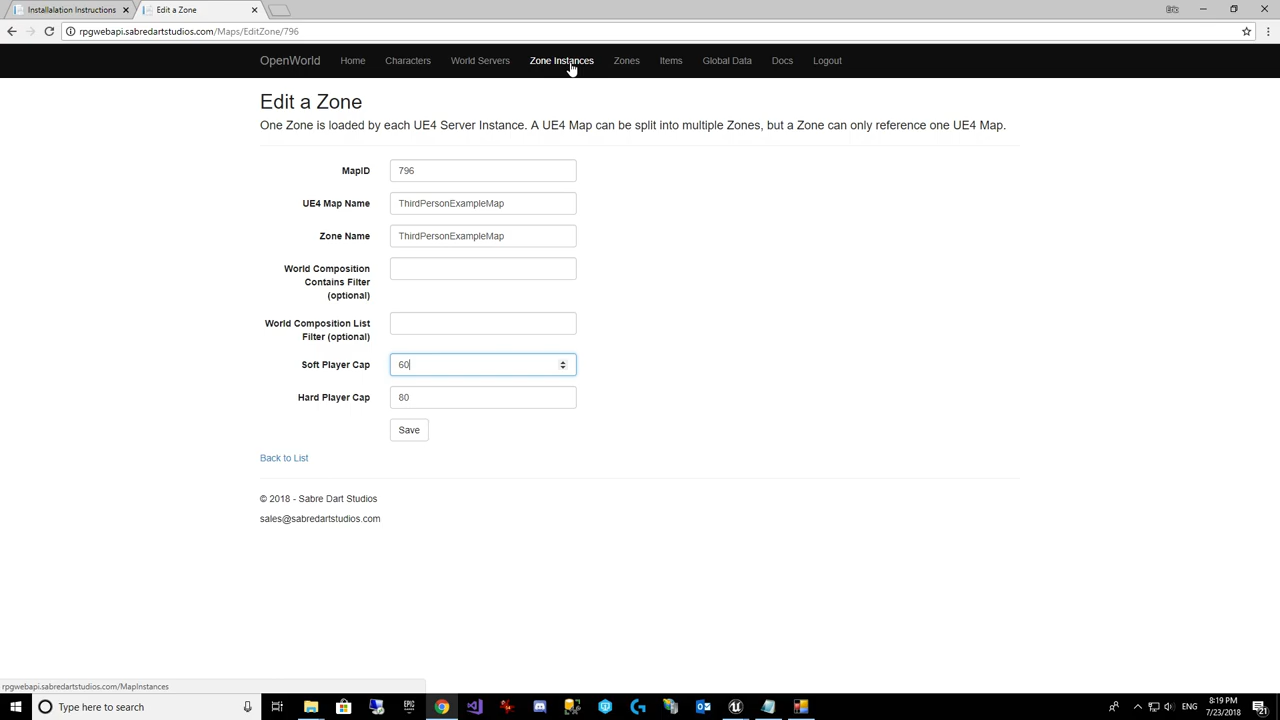 Installalation Instructions
Edit a Zone
rpgwebapi.sabredartstudios.com/Maps/EditZone/796
OpenWorld Home Characters World Servers Zone Instances Zones Items Global Data Docs Logout
Edit a Zone
One Zone is loaded by each UE4 Server Instance. A UE4 Map can be split into multiple Zones, but a Zone can only reference one UE4 Map.
MapID 796
UE4 Map Name ThirdPersonExampleMap
Zone Name ThirdPersonExampleMap
World Composition
Contains Filter
(optional)
World Composition List
Filter (optional)
Soft Player Cap 60
Hard Player Cap 80
Save
Back to List
© 2018 - Sabre Dart Studios
sales@sabredartstudios.com
rpgwebapi.sabredartstudios.com/MapInstances
Type here to search
EPIC
ENG
8:19 PM
7/23/2018
21